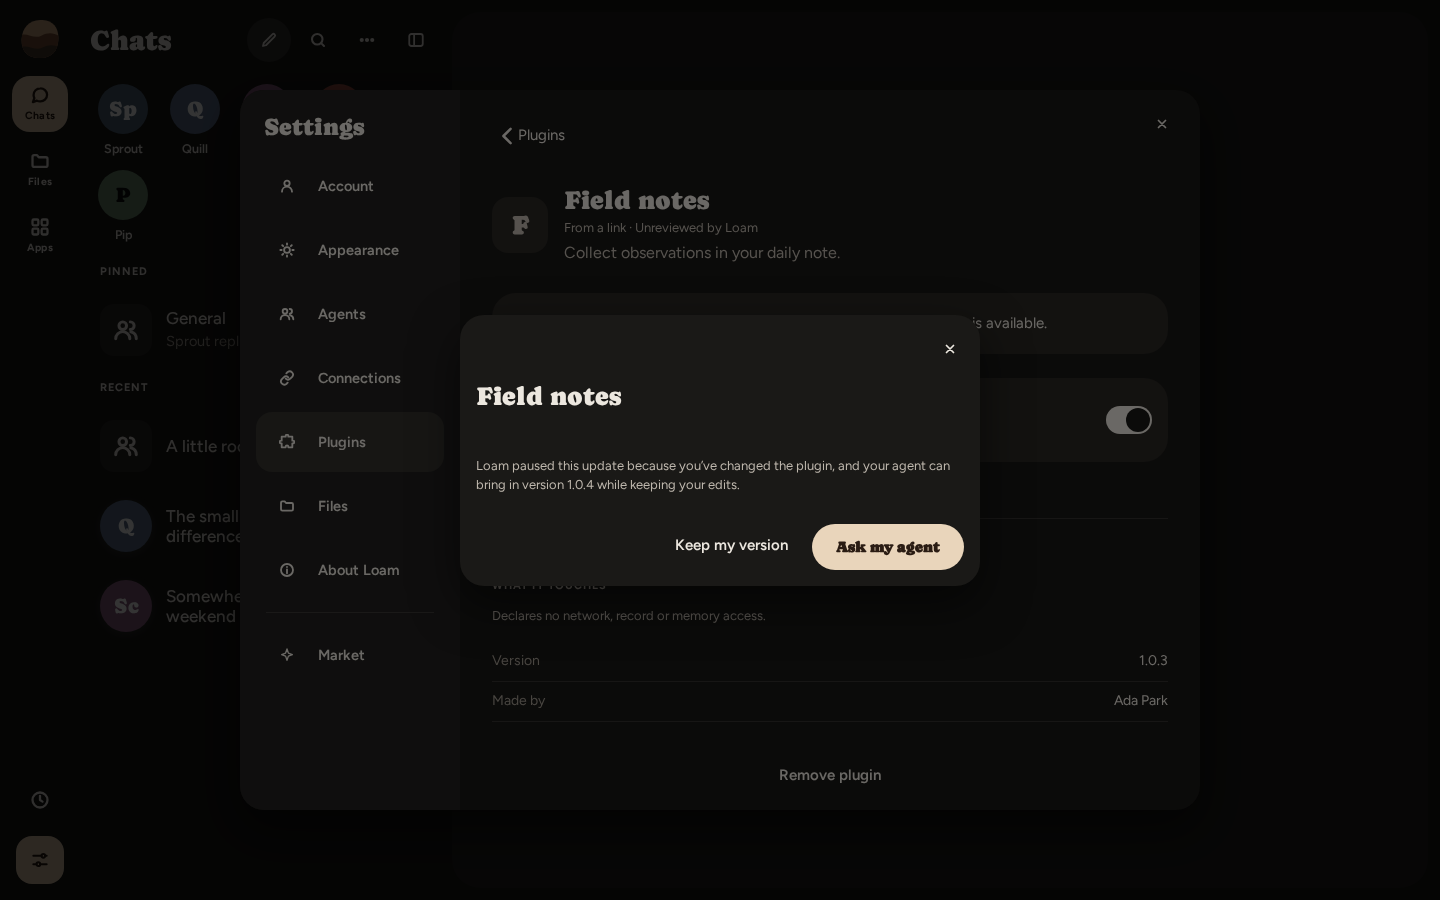 Chats
Chats
Files
Apps
Sp
Sprout
Q
Quill
P
Pip
PINNED
General
Sprout repl
RECENT
A little roo
Q
The small
difference
Sc
Somewhe
weekend
Settings
Account
Appearance
Agents
Connections
Plugins
Files
About Loam
Market
Plugins
F
Field notes
From a link · Unreviewed by Loam
Collect observations in your daily note.
is available.
Field notes
Loam paused this update because you’ve changed the plugin, and your agent can
bring in version 1.0.4 while keeping your edits.
Keep my version
Ask my agent
Declares no network, record or memory access.
Version
1.0.3
Made by
Ada Park
Remove plugin